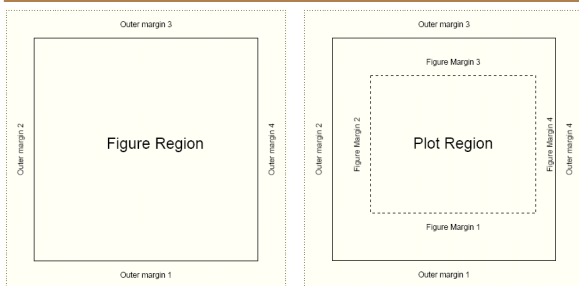 Outer margin 3
Outer margin 2
Figure Region
Outer margin 4
Outer margin 1
Outer margin 3
Figure Margin 3
Outer margin 2
Figure Margin 2
Plot Region
Figure Margin 4
Outer margin 4
Figure Margin 1
Outer margin 1